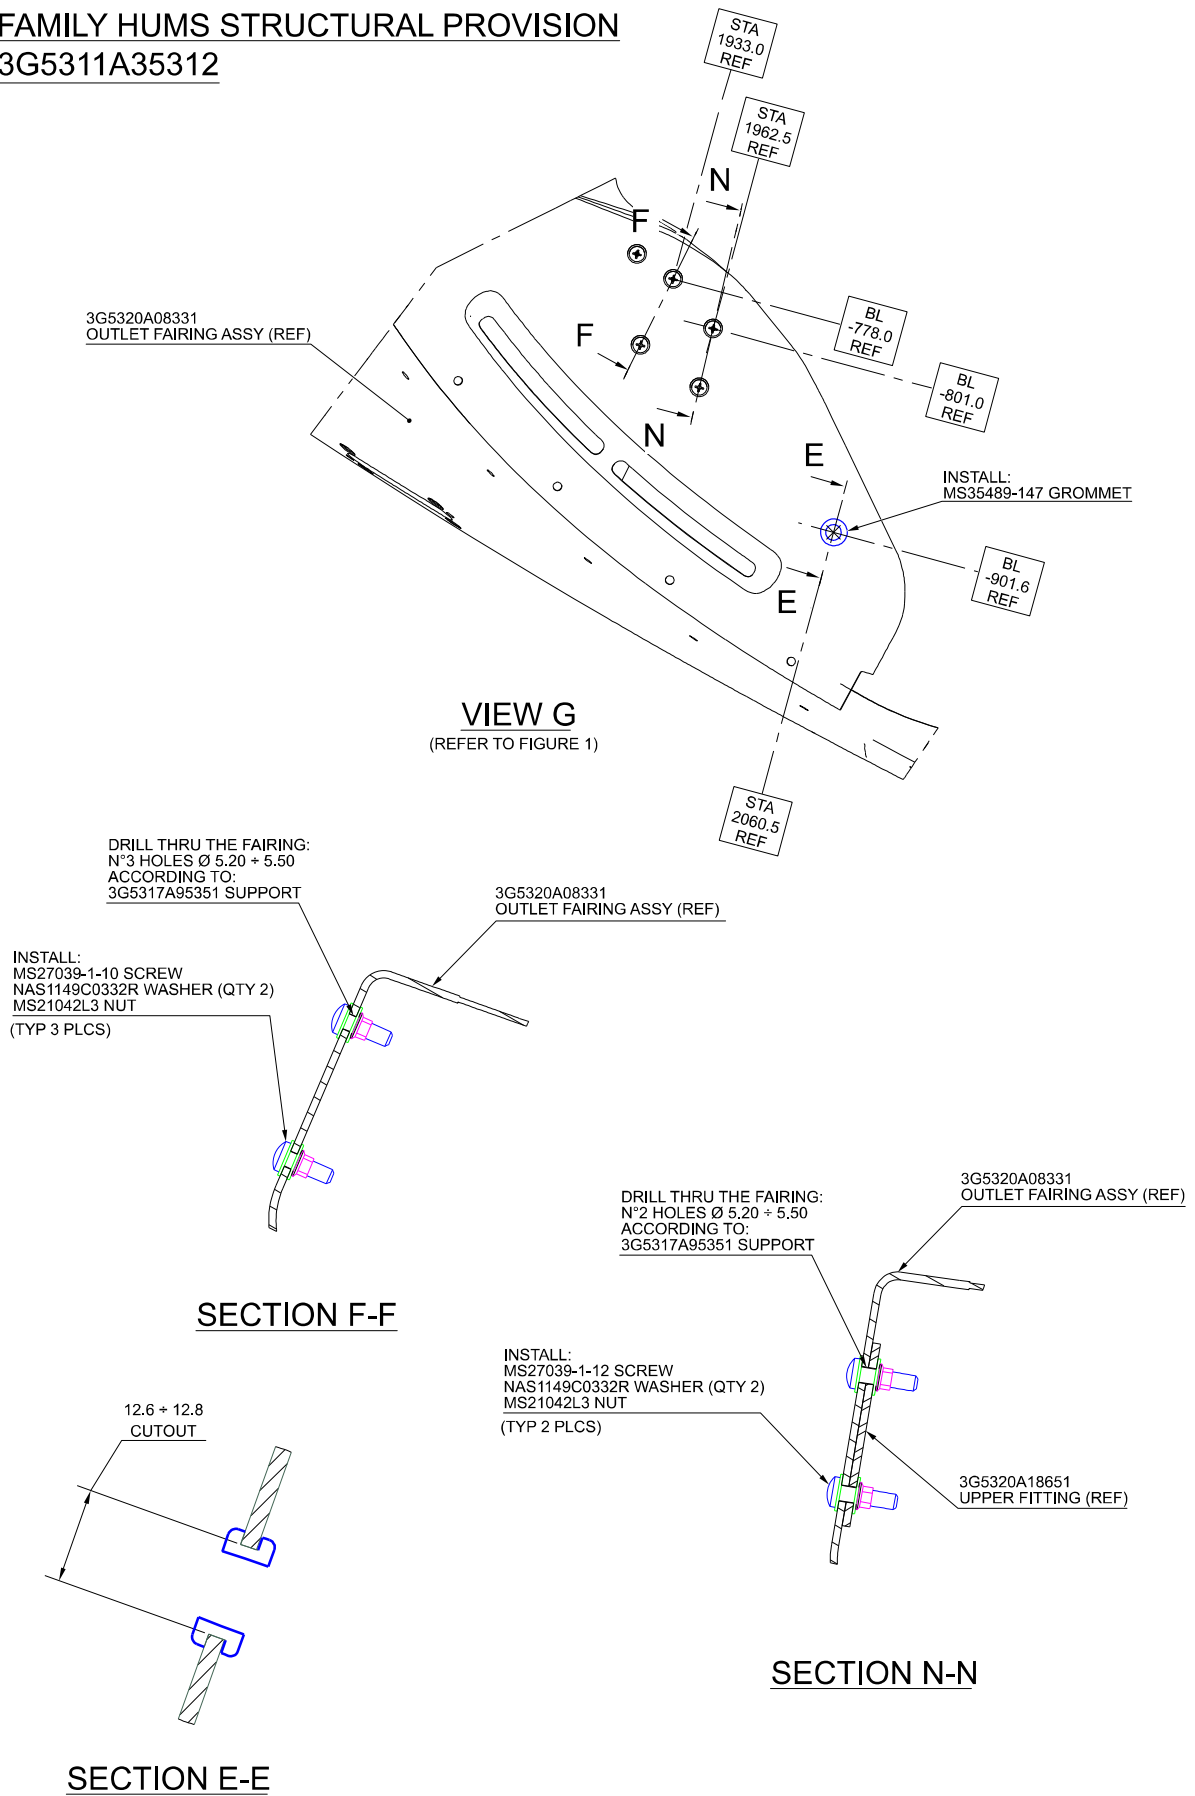 FAMILY HUMS STRUCTURAL PROVISION
3G5311A35312
STA
1933.0
REF
STA
1962.5
REF
N
F
3G5320A08331
OUTLET FAIRING ASSY (REF)
F
BL
-778.0
REF
BL
-801.0
REF
N
E
INSTALL:
MS35489-147 GROMMET
BL
-901.6
REF
E
VIEW G
(REFER TO FIGURE 1)
STA
2060.5
REF
DRILL THRU THE FAIRING:
N°3 HOLES Ø 5.20 ÷ 5.50
ACCORDING TO:
3G5317A95351 SUPPORT
3G5320A08331
OUTLET FAIRING ASSY (REF)
INSTALL:
MS27039-1-10 SCREW
NAS1149C0332R WASHER (QTY 2)
MS21042L3 NUT
(TYP 3 PLCS)
SECTION F-F
DRILL THRU THE FAIRING:
N°2 HOLES Ø 5.20 ÷ 5.50
ACCORDING TO:
3G5317A95351 SUPPORT
3G5320A08331
OUTLET FAIRING ASSY (REF)
INSTALL:
MS27039-1-12 SCREW
NAS1149C0332R WASHER (QTY 2)
MS21042L3 NUT
(TYP 2 PLCS)
3G5320A18651
UPPER FITTING (REF)
SECTION N-N
12.6 ÷ 12.8
CUTOUT
SECTION E-E